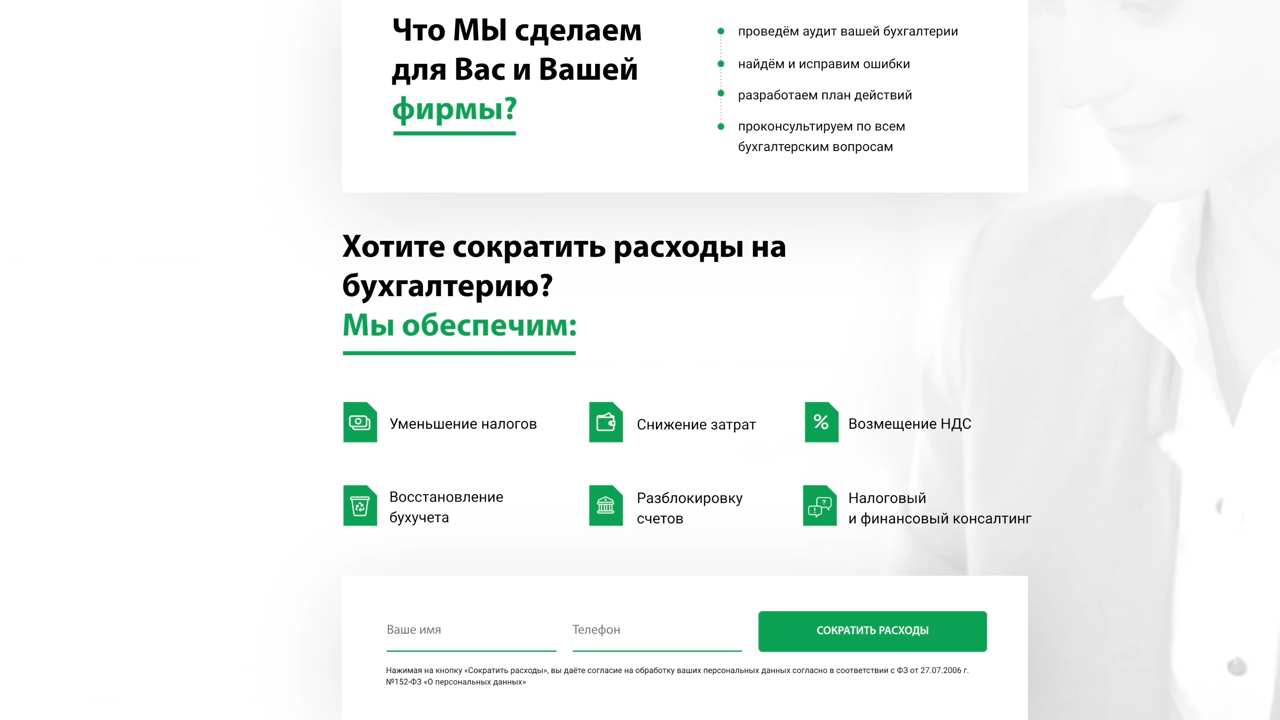 Что МЫ сделаем
для Вас и Вашей
фирмы?
проведём аудит вашей бухгалтерии
найдём и исправим ошибки
разработаем план действий
проконсультируем по всем
бухгалтерским вопросам
Хотите сократить расходы на
бухгалтерию?
Мы обеспечим:
Уменьшение налогов
Снижение затрат
Возмещение НДС
Восстановление
бухучета
Разблокировку
счетов
Налоговый
и финансовый консалтинг
Ваше имя
Телефон
СОКРАТИТЬ РАСХОДЫ
Нажимая на кнопку «Сократить расходы», вы даёте согласие на обработку ваших персональных данных согласно в соответствии с ФЗ от 27.07.2006 г.
№152-ФЗ «О персональных данных»